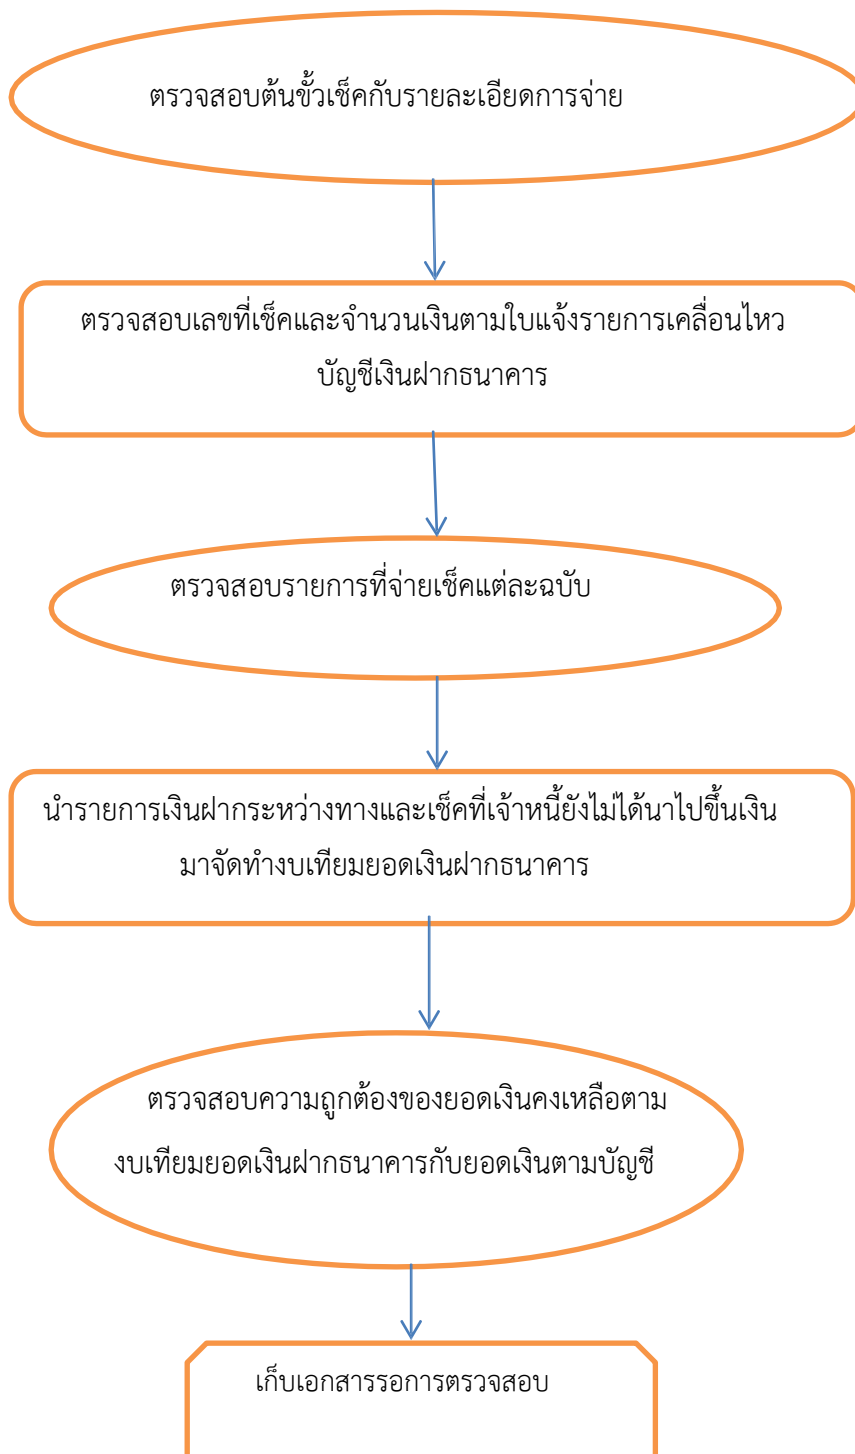 ตรวจสอบต้นขั้วเช็คกับรายละเอียดการจ่าย
ตรวจสอบเลขที่เช็คและจำนวนเงินตามใบแจ้งรายการเคลื่อนไหว
บัญชีเงินฝากธนาคาร
ตรวจสอบรายการที่จ่ายเช็คแต่ละฉบับ
นำรายการเงินฝากระหว่างทางและเช็คที่เจ้าหนี้ยังไม่ได้นาไปขึ้นเงิน
มาจัดทำงบเทียมยอดเงินฝากธนาคาร
ตรวจสอบความถูกต้องของยอดเงินคงเหลือตาม
งบเทียมยอดเงินฝากธนาคารกับยอดเงินตามบัญชี
เก็บเอกสารรอการตรวจสอบ